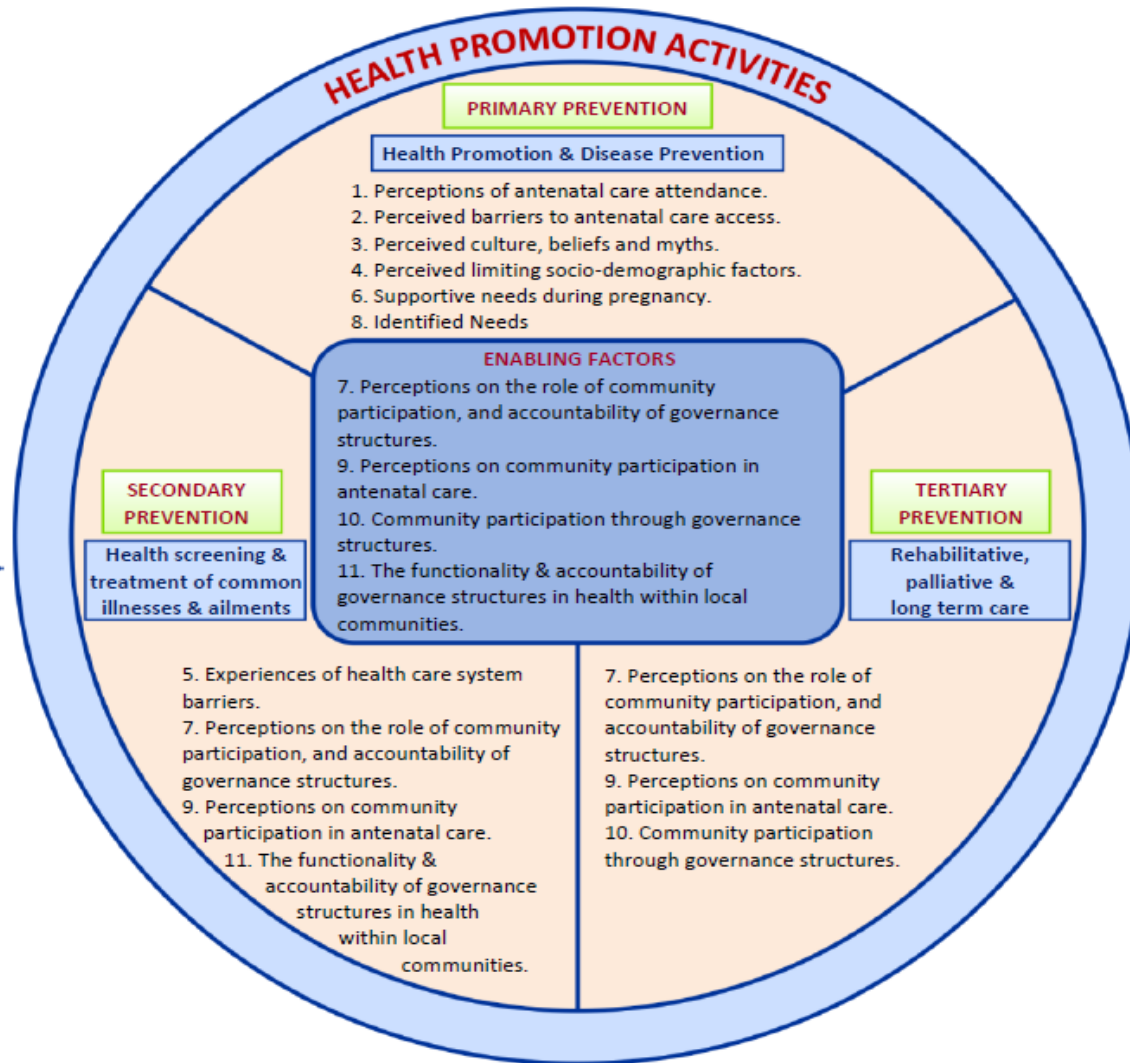 HEALTH PROMOTION ACTIVITIES
PRIMARY PREVENTION
Health Promotion & Disease Prevention
1. Perceptions of antenatal care attendance.
2. Perceived barriers to antenatal care access.
3. Perceived culture, beliefs and myths.
4. Perceived limiting socio-demographic factors.
6. Supportive needs during pregnancy.
8. Identified Needs
ENABLING FACTORS
7. Perceptions on the role of community
participation, and accountability of governance
structures.
9. Perceptions on community participation in
antenatal care.
10. Community participation through governance
structures.
11. The functionality & accountability of
governance structures in health within local
communities.
SECONDARY
PREVENTION
Health screening &
treatment of common
illnesses & ailments
5. Experiences of health care system
barriers.
7. Perceptions on the role of community
participation, and accountability of
governance structures.
9. Perceptions on community
participation in antenatal care.
11. The functionality &
accountability of governance
structures in health
within local
communities.
TERTIARY
PREVENTION
Rehabilitative,
palliative &
long term care
7. Perceptions on the role of
community participation, and
accountability of governance
structures.
9. Perceptions on community
participation in antenatal care.
10. Community participation
through governance structures.